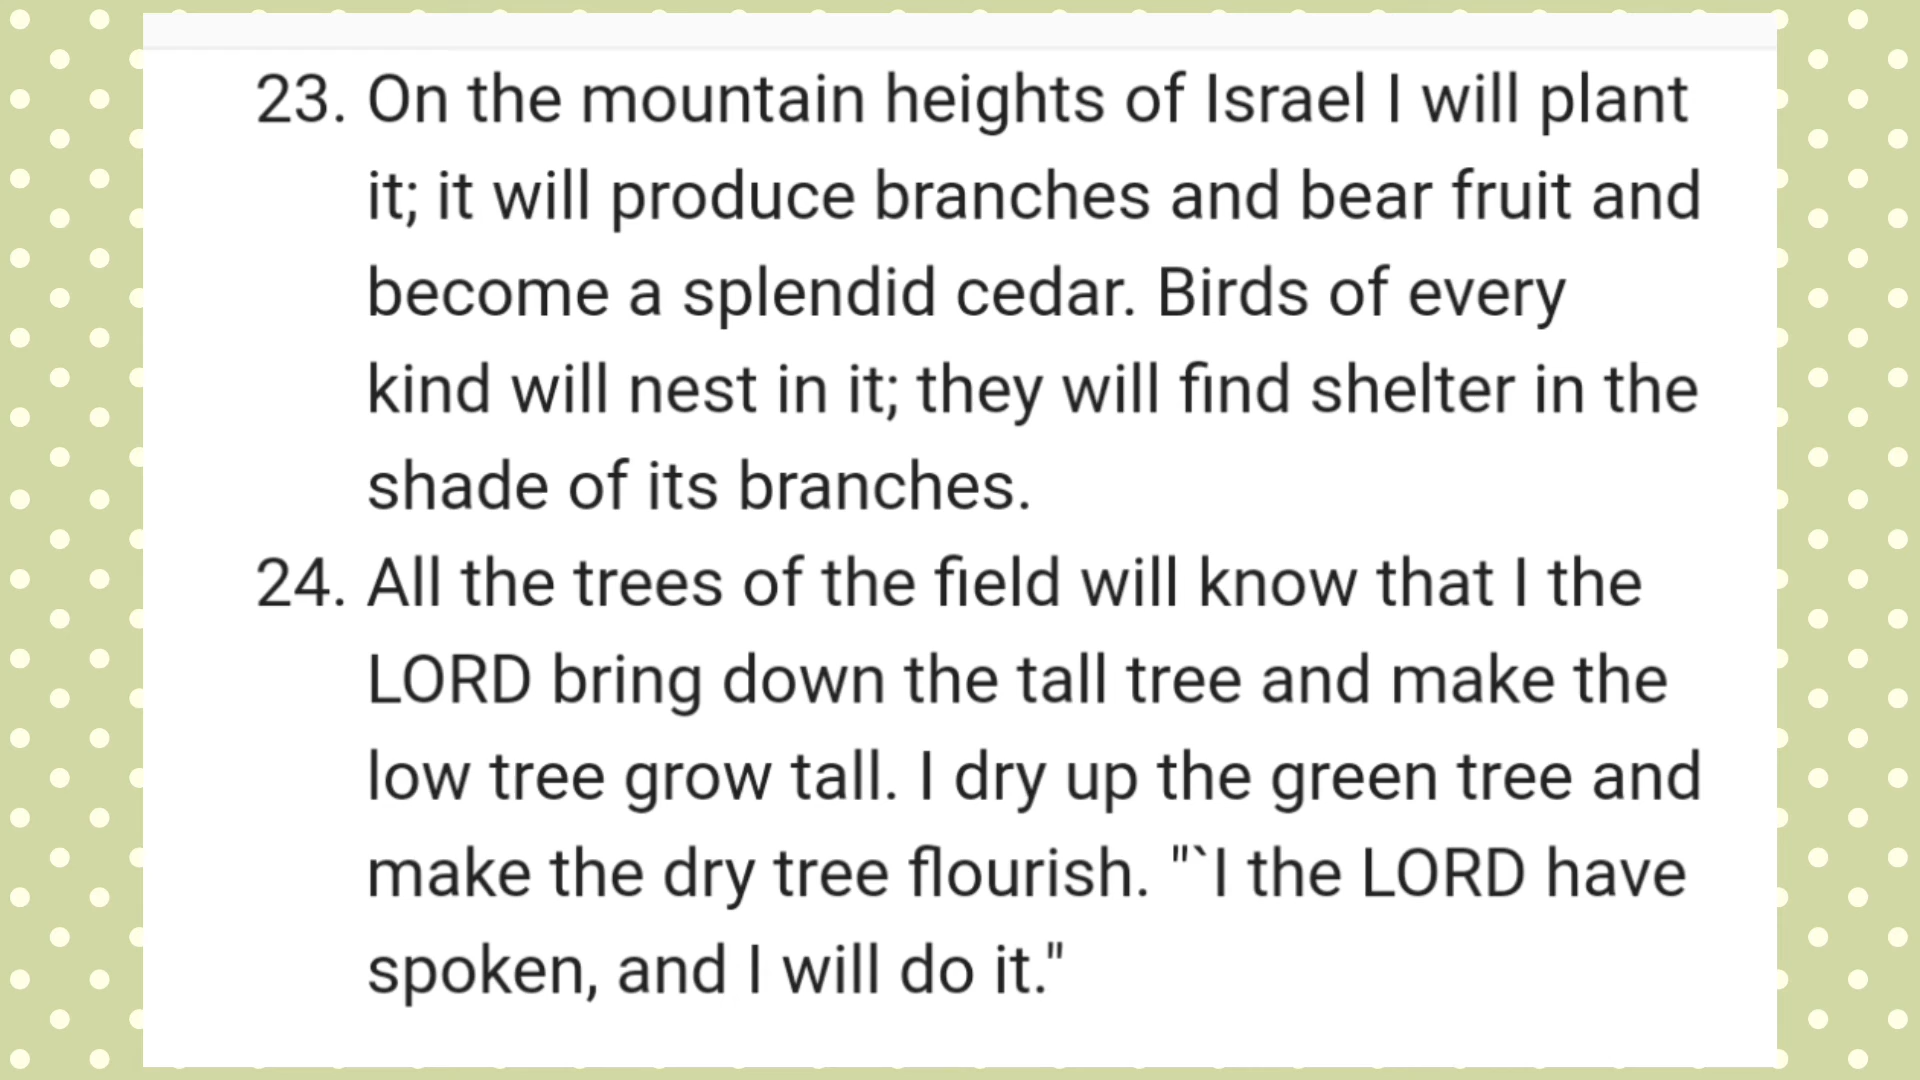 23. On the mountain heights of Israel I will plant
it; it will produce branches and bear fruit and
become a splendid cedar. Birds of every
kind will nest in it; they will find shelter in the
shade of its branches.
24. All the trees of the field will know that I the
LORD bring down the tall tree and make the
low tree grow tall. I dry up the green tree and
make the dry tree flourish. "`I the LORD have
spoken, and I will do it."